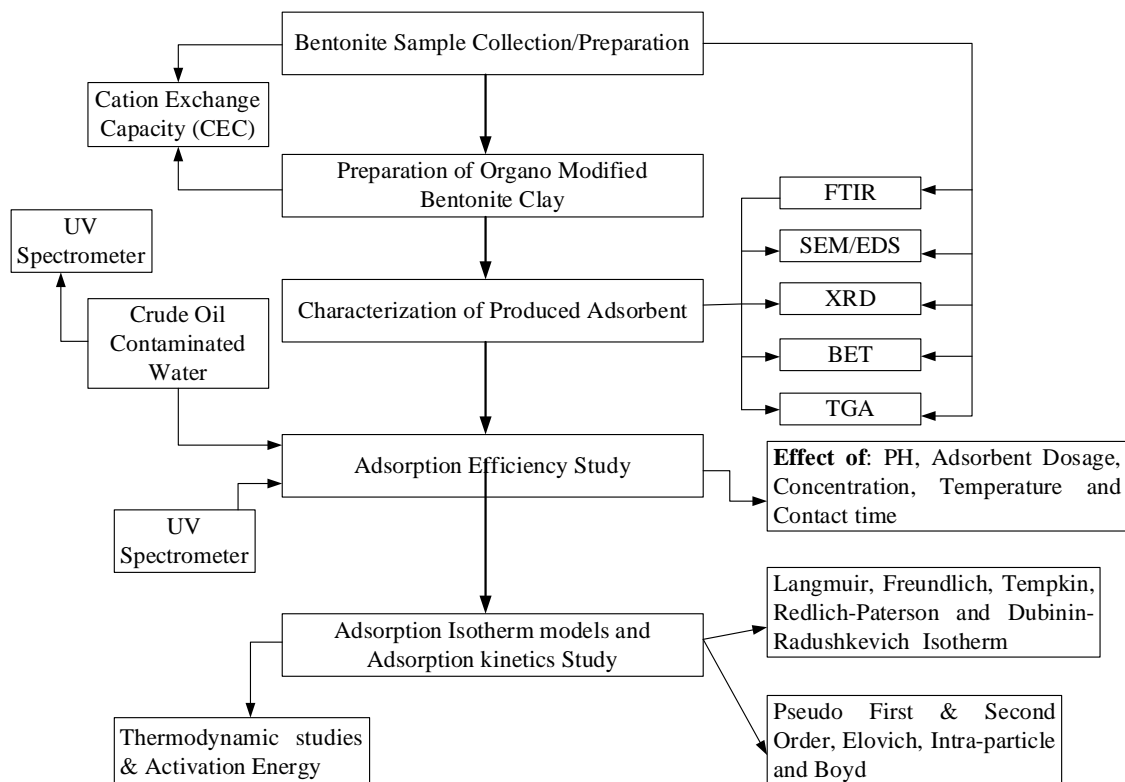 Bentonite Sample Collection/Preparation
Cation Exchange
Capacity (CEC)
Preparation of Organo Modified
Bentonite Clay
FTIR
UV
Spectrometer
SEM/EDS
Characterization of Produced Adsorbent
XRD
Crude Oil
Contaminated
Water
BET
TGA
Adsorption Efficiency Study
Effect of: PH, Adsorbent Dosage,
Concentration, Temperature and
Contact time
UV
Spectrometer
Langmuir, Freundlich, Tempkin,
Redlich-Paterson and Dubinin-
Radushkevich Isotherm
Adsorption Isotherm models and
Adsorption kinetics Study
Thermodynamic studies
& Activation Energy
Pseudo First & Second
Order, Elovich, Intra-particle
and Boyd